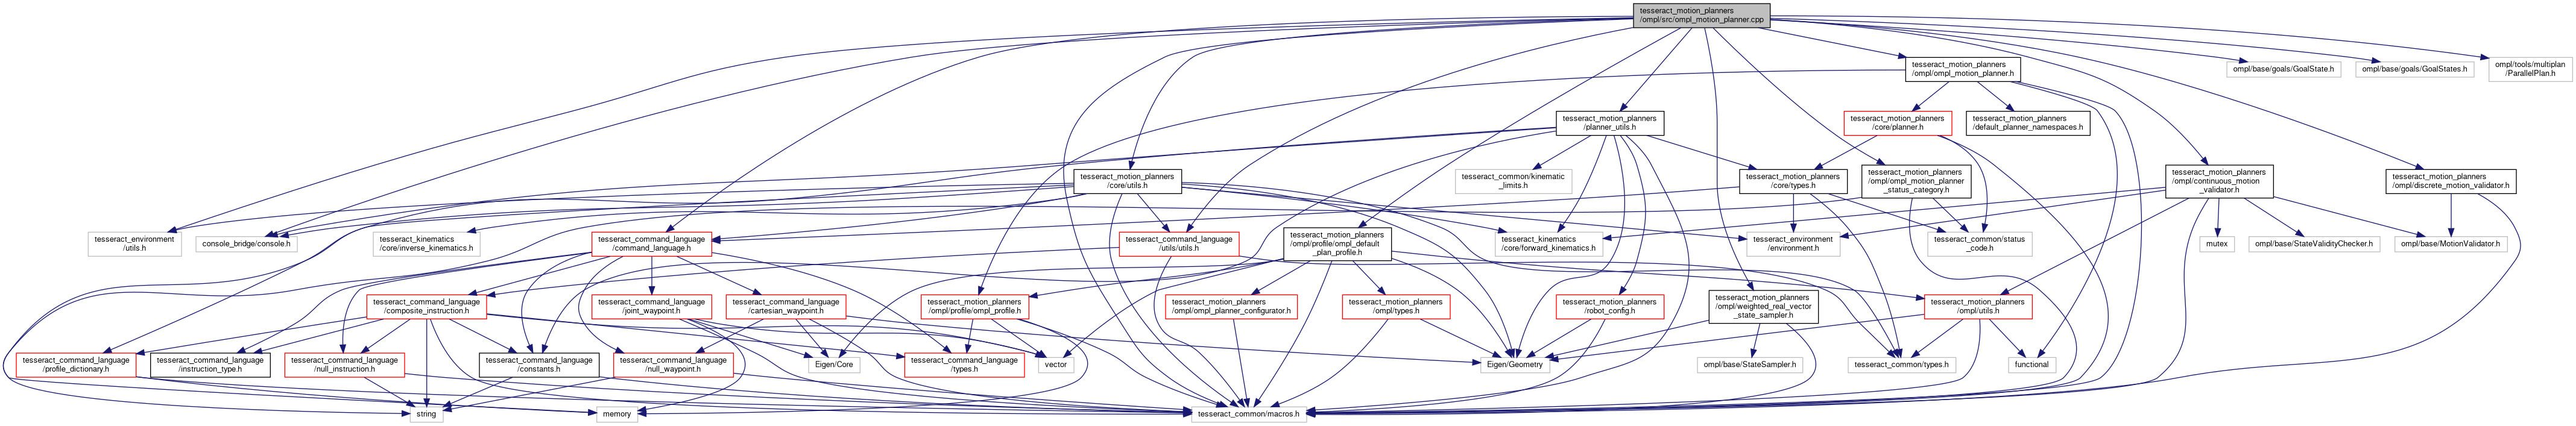 tesseract_motion_planners
/ompl/src/ompl_motion_planner.cpp
tesseract_motion_planners
/ompl/ompl_motion_planner.h
ompl/base/goals/GoalState.h
ompl/base/goals/GoalStates.h
ompl/tools/multiplan
/ParallelPlan.h
tesseract_motion_planners
/planner_utils.h
tesseract_motion_planners
/core/planner.h
tesseract_motion_planners
/default_planner_namespaces.h
tesseract_motion_planners
/core/utils.h
tesseract_common/kinematic
_limits.h
tesseract_motion_planners
/core/types.h
tesseract_motion_planners
/ompl/ompl_motion_planner
_status_category.h
tesseract_motion_planners
/ompl/continuous_motion
_validator.h
tesseract_motion_planners
/ompl/discrete_motion_validator.h
tesseract_environment
/utils.h
console_bridge/console.h
tesseract_kinematics
/core/inverse_kinematics.h
tesseract_command_language
/command_language.h
tesseract_command_language
/utils/utils.h
tesseract_motion_planners
/ompl/profile/ompl_default
_plan_profile.h
tesseract_kinematics
/core/forward_kinematics.h
tesseract_environment
/environment.h
tesseract_common/status
_code.h
mutex
ompl/base/StateValidityChecker.h
ompl/base/MotionValidator.h
tesseract_command_language
/composite_instruction.h
tesseract_command_language
/joint_waypoint.h
tesseract_command_language
/cartesian_waypoint.h
tesseract_motion_planners
/ompl/profile/ompl_profile.h
tesseract_motion_planners
/ompl/ompl_planner_configurator.h
tesseract_motion_planners
/ompl/types.h
tesseract_motion_planners
/robot_config.h
tesseract_motion_planners
/ompl/weighted_real_vector
_state_sampler.h
tesseract_motion_planners
/ompl/utils.h
tesseract_command_language
/profile_dictionary.h
tesseract_command_language
/instruction_type.h
tesseract_command_language
/null_instruction.h
tesseract_command_language
/constants.h
tesseract_command_language
/null_waypoint.h
Eigen/Core
tesseract_command_language
/types.h
vector
Eigen/Geometry
ompl/base/StateSampler.h
tesseract_common/types.h
functional
string
memory
tesseract_common/macros.h